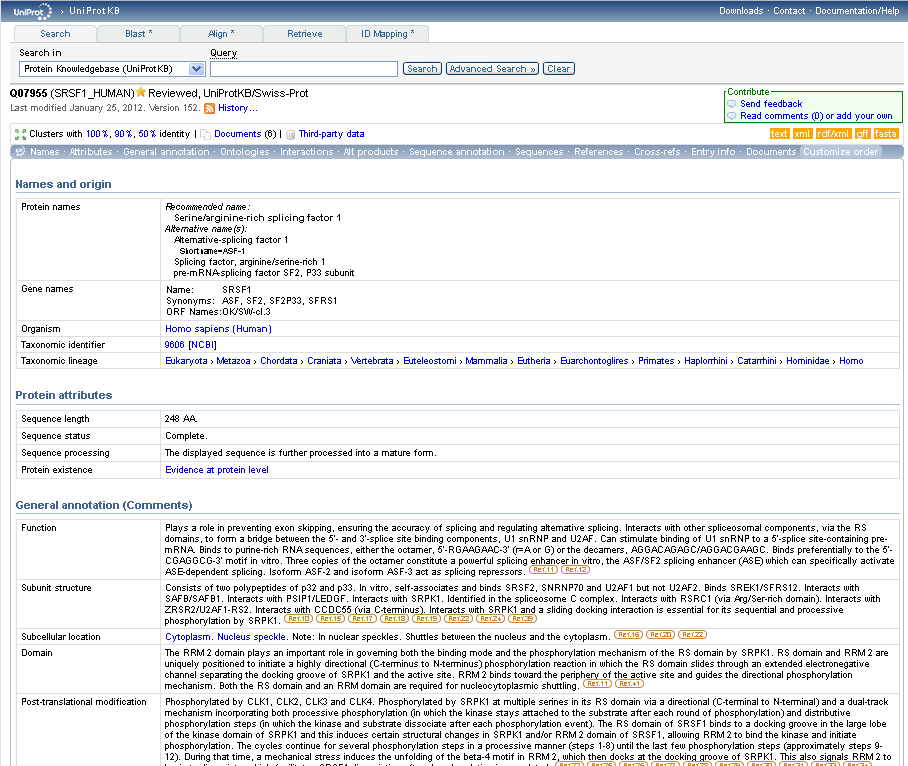 UniProt › UniProtKB
Downloads · Contact · Documentation/Help
Search Blast * Align * Retrieve ID Mapping *
Search in Query
Protein Knowledgebase (UniProtKB) Search Advanced Search » Clear
Q07955 (SRSF1_HUMAN) Reviewed, UniProtKB/Swiss-Prot
Last modified January 25, 2012. Version 152. History...
Contribute
Send feedback
Read comments (0) or add your own
Clusters with 100%, 90%, 50% identity | Documents (6) | Third-party data
text xml rdf/xml gff fasta
Names · Attributes · General annotation · Ontologies · Interactions · Alt products · Sequence annotation · Sequences · References · Cross-refs · Entry info · Documents Customize order
Names and origin
Protein names Recommended name:
Serine/arginine-rich splicing factor 1
Alternative name(s):
Alternative-splicing factor 1
Short name=ASF-1
Splicing factor, arginine/serine-rich 1
pre-mRNA-splicing factor SF2, P33 subunit
Gene names Name: SRSF1
Synonyms: ASF, SF2, SF2P33, SFRS1
ORF Names:OK/SW-cl.3
Organism Homo sapiens (Human)
Taxonomic identifier 9606 [NCBI]
Taxonomic lineage Eukaryota › Metazoa › Chordata › Craniata › Vertebrata › Euteleostomi › Mammalia › Eutheria › Euarchontoglires › Primates › Haplorrhini › Catarrhini › Hominidae › Homo
Protein attributes
Sequence length 248 AA.
Sequence status Complete.
Sequence processing The displayed sequence is further processed into a mature form.
Protein existence Evidence at protein level
General annotation (Comments)
Function Plays a role in preventing exon skipping, ensuring the accuracy of splicing and regulating alternative splicing. Interacts with other spliceosomal components, via the RS
domains, to form a bridge between the 5'- and 3'-splice site binding components, U1 snRNP and U2AF. Can stimulate binding of U1 snRNP to a 5'-splice site-containing pre-
mRNA. Binds to purine-rich RNA sequences, either the octamer, 5'-RGAAGAAC-3' (r=A or G) or the decamers, AGGACAGAGC/AGGACGAAGC. Binds preferentially to the 5'-
CGAGGCG-3' motif in vitro. Three copies of the octamer constitute a powerful splicing enhancer in vitro, the ASF/SF2 splicing enhancer (ASE) which can specifically activate
ASE-dependent splicing. Isoform ASF-2 and isoform ASF-3 act as splicing repressors. Ref.11 Ref.12
Subunit structure Consists of two polypeptides of p32 and p33. In vitro, self-associates and binds SRSF2, SNRNP70 and U2AF1 but not U2AF2. Binds SREK1/SFRS12. Interacts with
SAFB/SAFB1. Interacts with PSIP1/LEDGF. Interacts with SRPK1. Identified in the spliceosome C complex. Interacts with RSRC1 (via Arg/Ser-rich domain). Interacts with
ZRSR2/U2AF1-RS2. Interacts with CCDC55 (via C-terminus). Interacts with SRPK1 and a sliding docking interaction is essential for its sequential and processive
phosphorylation by SRPK1. Ref.10 Ref.15 Ref.17 Ref.18 Ref.19 Ref.22 Ref.24 Ref.39
Subcellular location Cytoplasm. Nucleus speckle. Note: In nuclear speckles. Shuttles between the nucleus and the cytoplasm. Ref.16 Ref.20 Ref.22
Domain The RRM 2 domain plays an important role in governing both the binding mode and the phosphorylation mechanism of the RS domain by SRPK1. RS domain and RRM 2 are
uniquely positioned to initiate a highly directional (C-terminus to N-terminus) phosphorylation reaction in which the RS domain slides through an extended electronegative
channel separating the docking groove of SRPK1 and the active site. RRM 2 binds toward the periphery of the active site and guides the directional phosphorylation
mechanism. Both the RS domain and an RRM domain are required for nucleocytoplasmic shuttling. Ref.11 Ref.41
Post-translational modification Phosphorylated by CLK1, CLK2, CLK3 and CLK4. Phosphorylated by SRPK1 at multiple serines in its RS domain via a directional (C-terminal to N-terminal) and a dual-track
mechanism incorporating both processive phosphorylation (in which the kinase stays attached to the substrate after each round of phosphorylation) and distributive
phosphorylation steps (in which the kinase and substrate dissociate after each phosphorylation event). The RS domain of SRSF1 binds to a docking groove in the large lobe
of the kinase domain of SRPK1 and this induces certain structural changes in SRPK1 and/or RRM 2 domain of SRSF1, allowing RRM 2 to bind the kinase and initiate
phosphorylation. The cycles continue for several phosphorylation steps in a processive manner (steps 1-8) until the last few phosphorylation steps (approximately steps 9-
12). During that time, a mechanical stress induces the unfolding of the beta-4 motif in RRM 2, which then docks at the docking groove of SRPK1. This also signals RRM 2 to